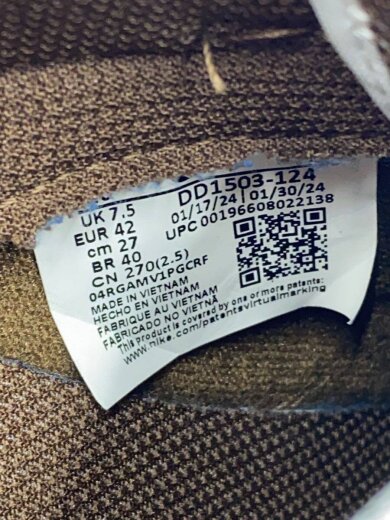 UK 7.5
EUR 42
cm 27
BR 40
CN 270(2.5)
04RGAMV1PGCRF
DD1503-124
01/17/24 | 01/30/24
UPC 00196608022138
MADE IN VIETNAM
HECHO EN VIETNAM
FABRIQUE AU VIETNAM
FABRICADO NO VIETNÃ
This product is covered by one or more patents:
www.nike.com/patentsvirtualmarking